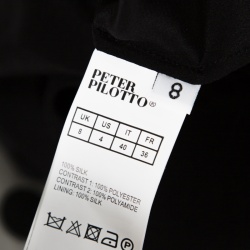 PETER
PILOTTO®
8
UK US IT FR
8 4 40 36
100% SILK
CONTRAST 1: 100% POLYESTER
CONTRAST 2: 100% POLYAMIDE
LINING: 100% SILK